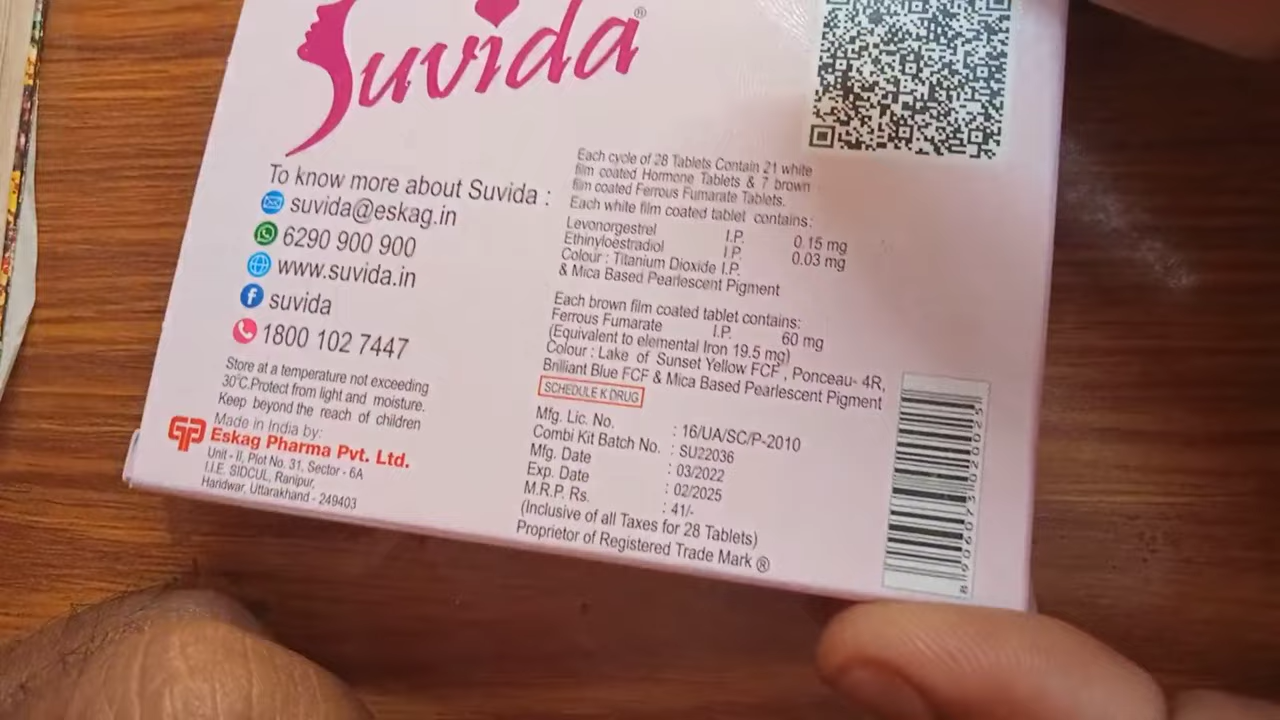 Suvida®
To know more about Suvida :
suvida@eskag.in
6290 900 900
www.suvida.in
suvida
1800 102 7447
Store at a temperature not exceeding
30°C.Protect from light and moisture.
Keep beyond the reach of children
Made in India by:
Eskag Pharma Pvt. Ltd.
Unit - II, Plot No. 31, Sector - 6A
I.I.E. SIDCUL, Ranipur,
Haridwar, Uttarakhand - 249403
Each cycle of 28 Tablets Contain 21 white
film coated Hormone Tablets & 7 brown
film coated Ferrous Fumarate Tablets.
Each white film coated tablet contains:
Levonorgestrel I.P. 0.15 mg
Ethinyloestradiol I.P. 0.03 mg
Colour : Titanium Dioxide I.P.
& Mica Based Pearlescent Pigment
Each brown film coated tablet contains:
Ferrous Fumarate I.P. 60 mg
(Equivalent to elemental Iron 19.5 mg)
Colour : Lake of Sunset Yellow FCF , Ponceau- 4R,
Brilliant Blue FCF & Mica Based Pearlescent Pigment
SCHEDULE K DRUG
Mfg. Lic. No. : 16/UA/SC/P-2010
Combi Kit Batch No. : SU22036
Mfg. Date : 03/2022
Exp. Date : 02/2025
M.R.P. Rs. : 41/-
(Inclusive of all Taxes for 28 Tablets)
Proprietor of Registered Trade Mark ®
8 906073 020025